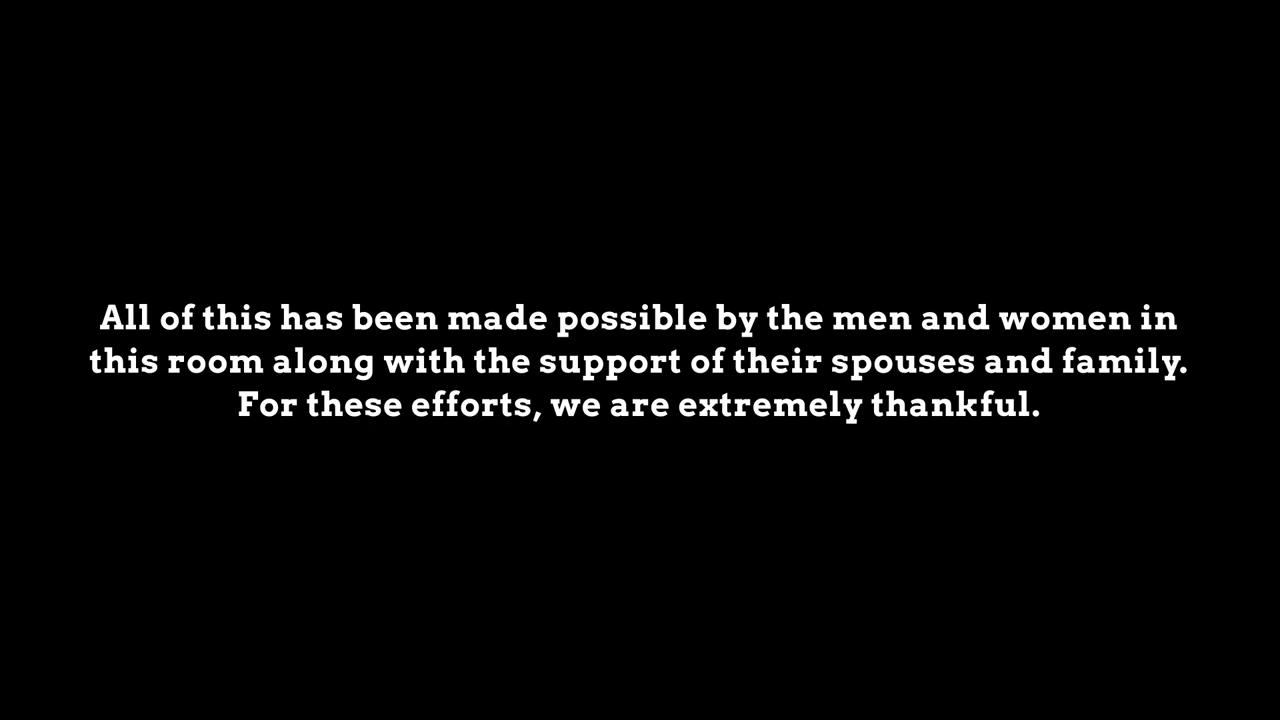 All of this has been made possible by the men and women in
this room along with the support of their spouses and family.
For these efforts, we are extremely thankful.